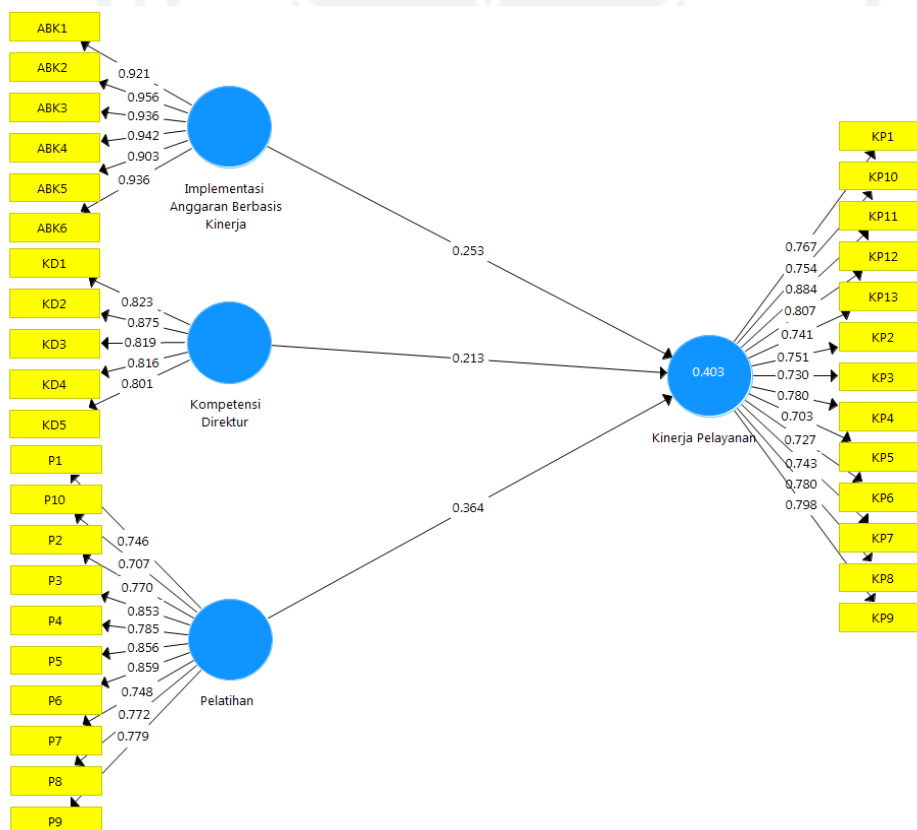 ABK1
ABK2
ABK3
ABK4
ABK5
ABK6
0.921
0.956
0.936
0.942
0.903
0.936
Implementasi
Anggaran Berbasis
Kinerja
KD1
KD2
KD3
KD4
KD5
0.823
0.875
0.819
0.816
0.801
Kompetensi
Direktur
P1
P10
P2
P3
P4
P5
P6
P7
P8
P9
0.746
0.707
0.770
0.853
0.785
0.856
0.859
0.748
0.772
0.779
Pelatihan
0.253
0.213
0.364
0.403
Kinerja Pelayanan
0.767
0.754
0.884
0.807
0.741
0.751
0.730
0.780
0.703
0.727
0.743
0.780
0.798
KP1
KP10
KP11
KP12
KP13
KP2
KP3
KP4
KP5
KP6
KP7
KP8
KP9